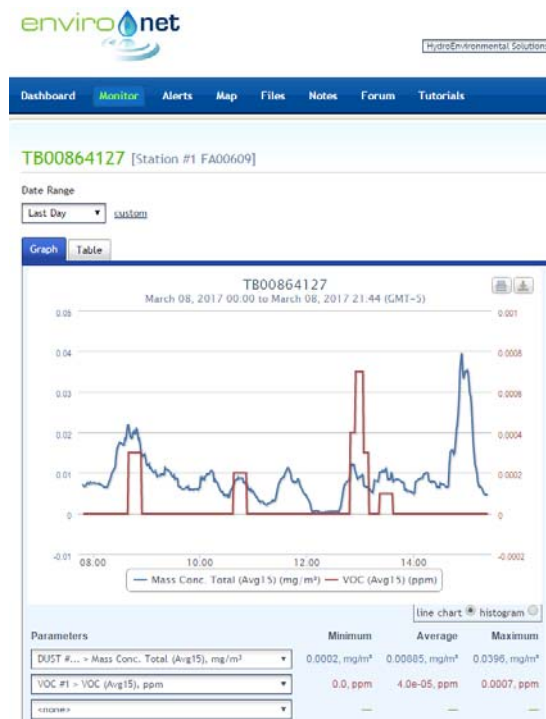 enviro net
HydroEnvironmental Solutions
Dashboard Monitor Alerts Map Files Notes Forum Tutorials
TB00864127 [Station #1 FA00609]
Date Range
Last Day custom
Graph Table
TB00864127
March 08, 2017 00:00 to March 08, 2017 21:44 (GMT-5)
0.05 0.001
0.04 0.0008
0.03 0.0006
0.02 0.0004
0.01 0.0002
0 0
-0.01 -0.0002
08:00 10:00 12:00 14:00
Mass Conc. Total (Avg15) (mg/m³) VOC (Avg15) (ppm)
line chart histogram
Parameters Minimum Average Maximum
DUST #... > Mass Conc. Total (Avg15), mg/m³ 0.0002, mg/m³ 0.00885, mg/m³ 0.0396, mg/m³
VOC #1 > VOC (Avg15), ppm 0.0, ppm 4.0e-05, ppm 0.0007, ppm
<none> — — —